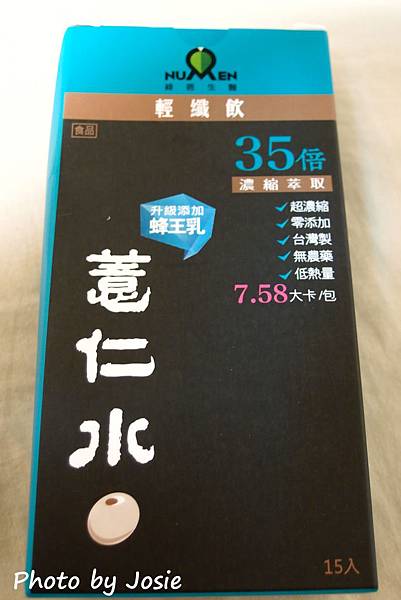 NUMEN
綠恩生醫
輕纖飲
食品
35倍
濃縮萃取
升級添加
蜂王乳
超濃縮
零添加
台灣製
無農藥
低熱量
7.58大卡/包
薏仁水
15入
Photo by Josie